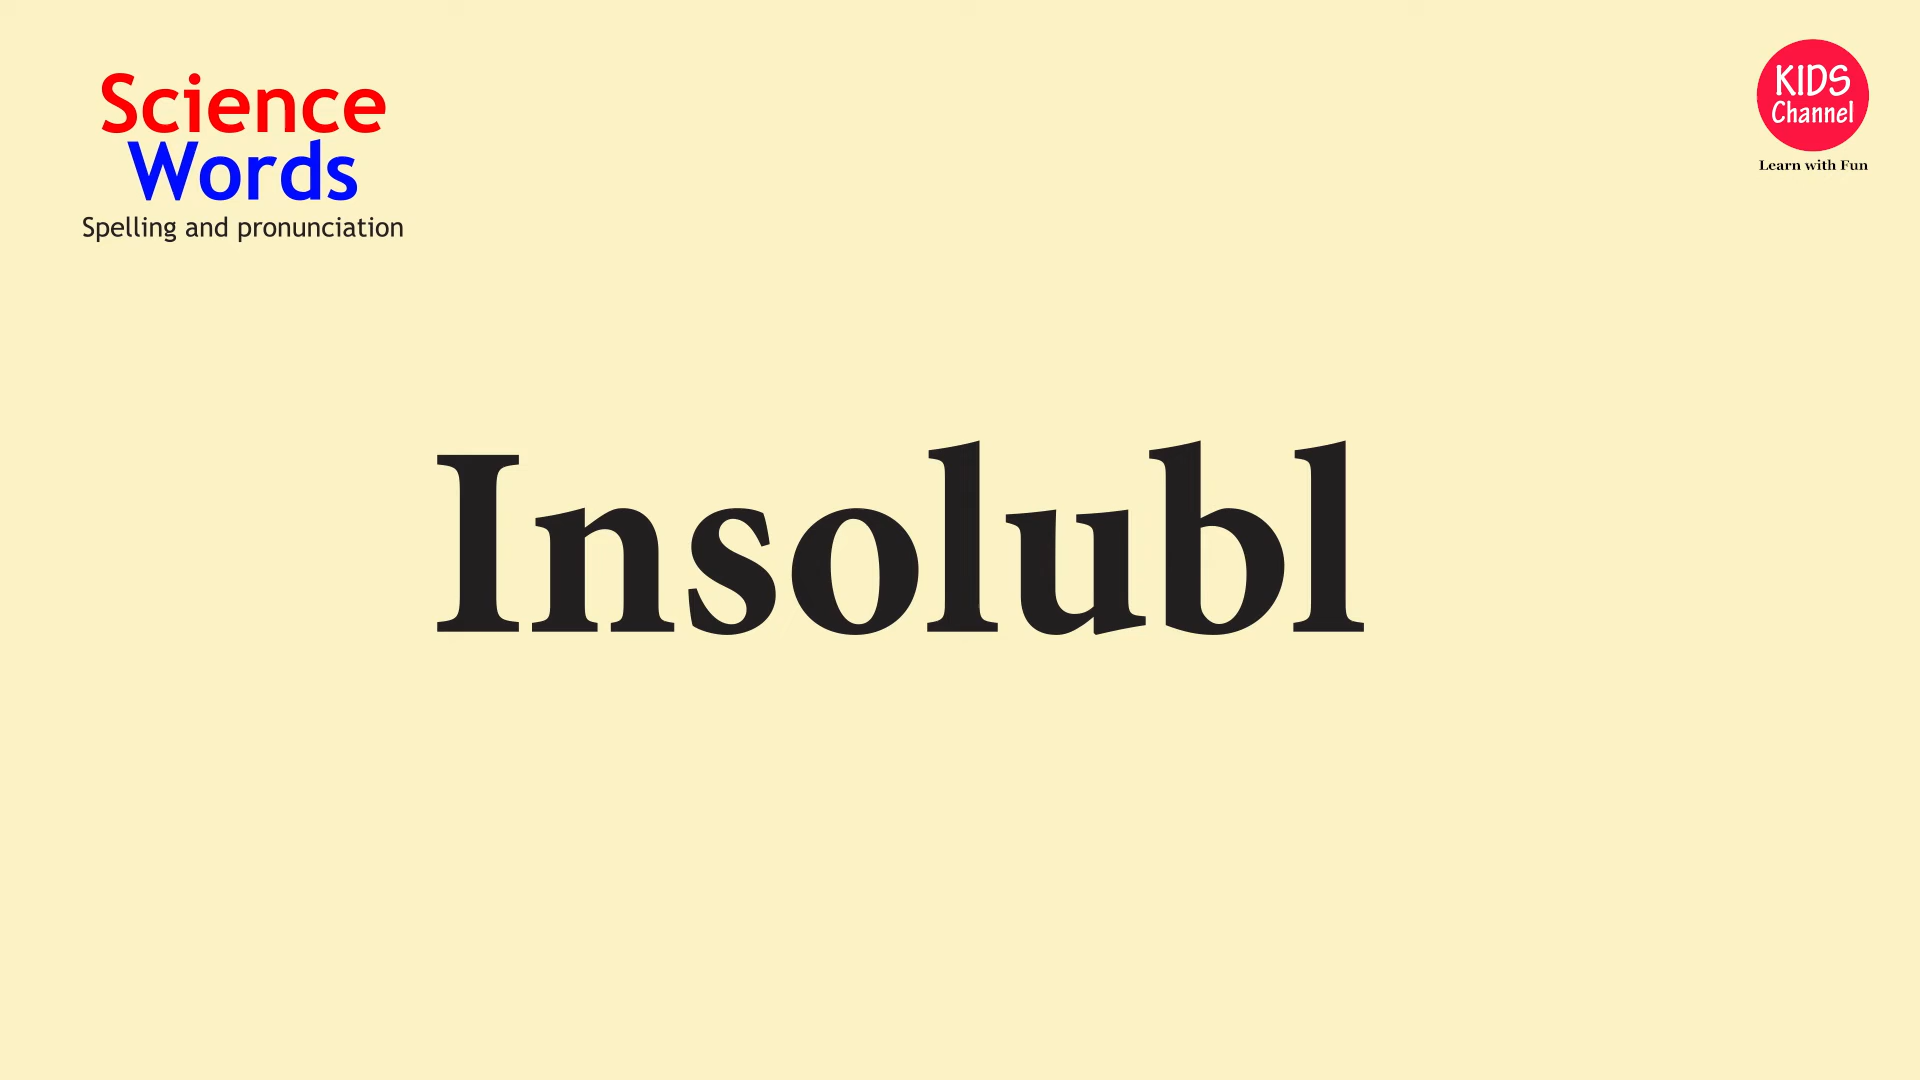 Science
Words
Spelling and pronunciation
KIDS
Channel
Learn with Fun
Insolubl